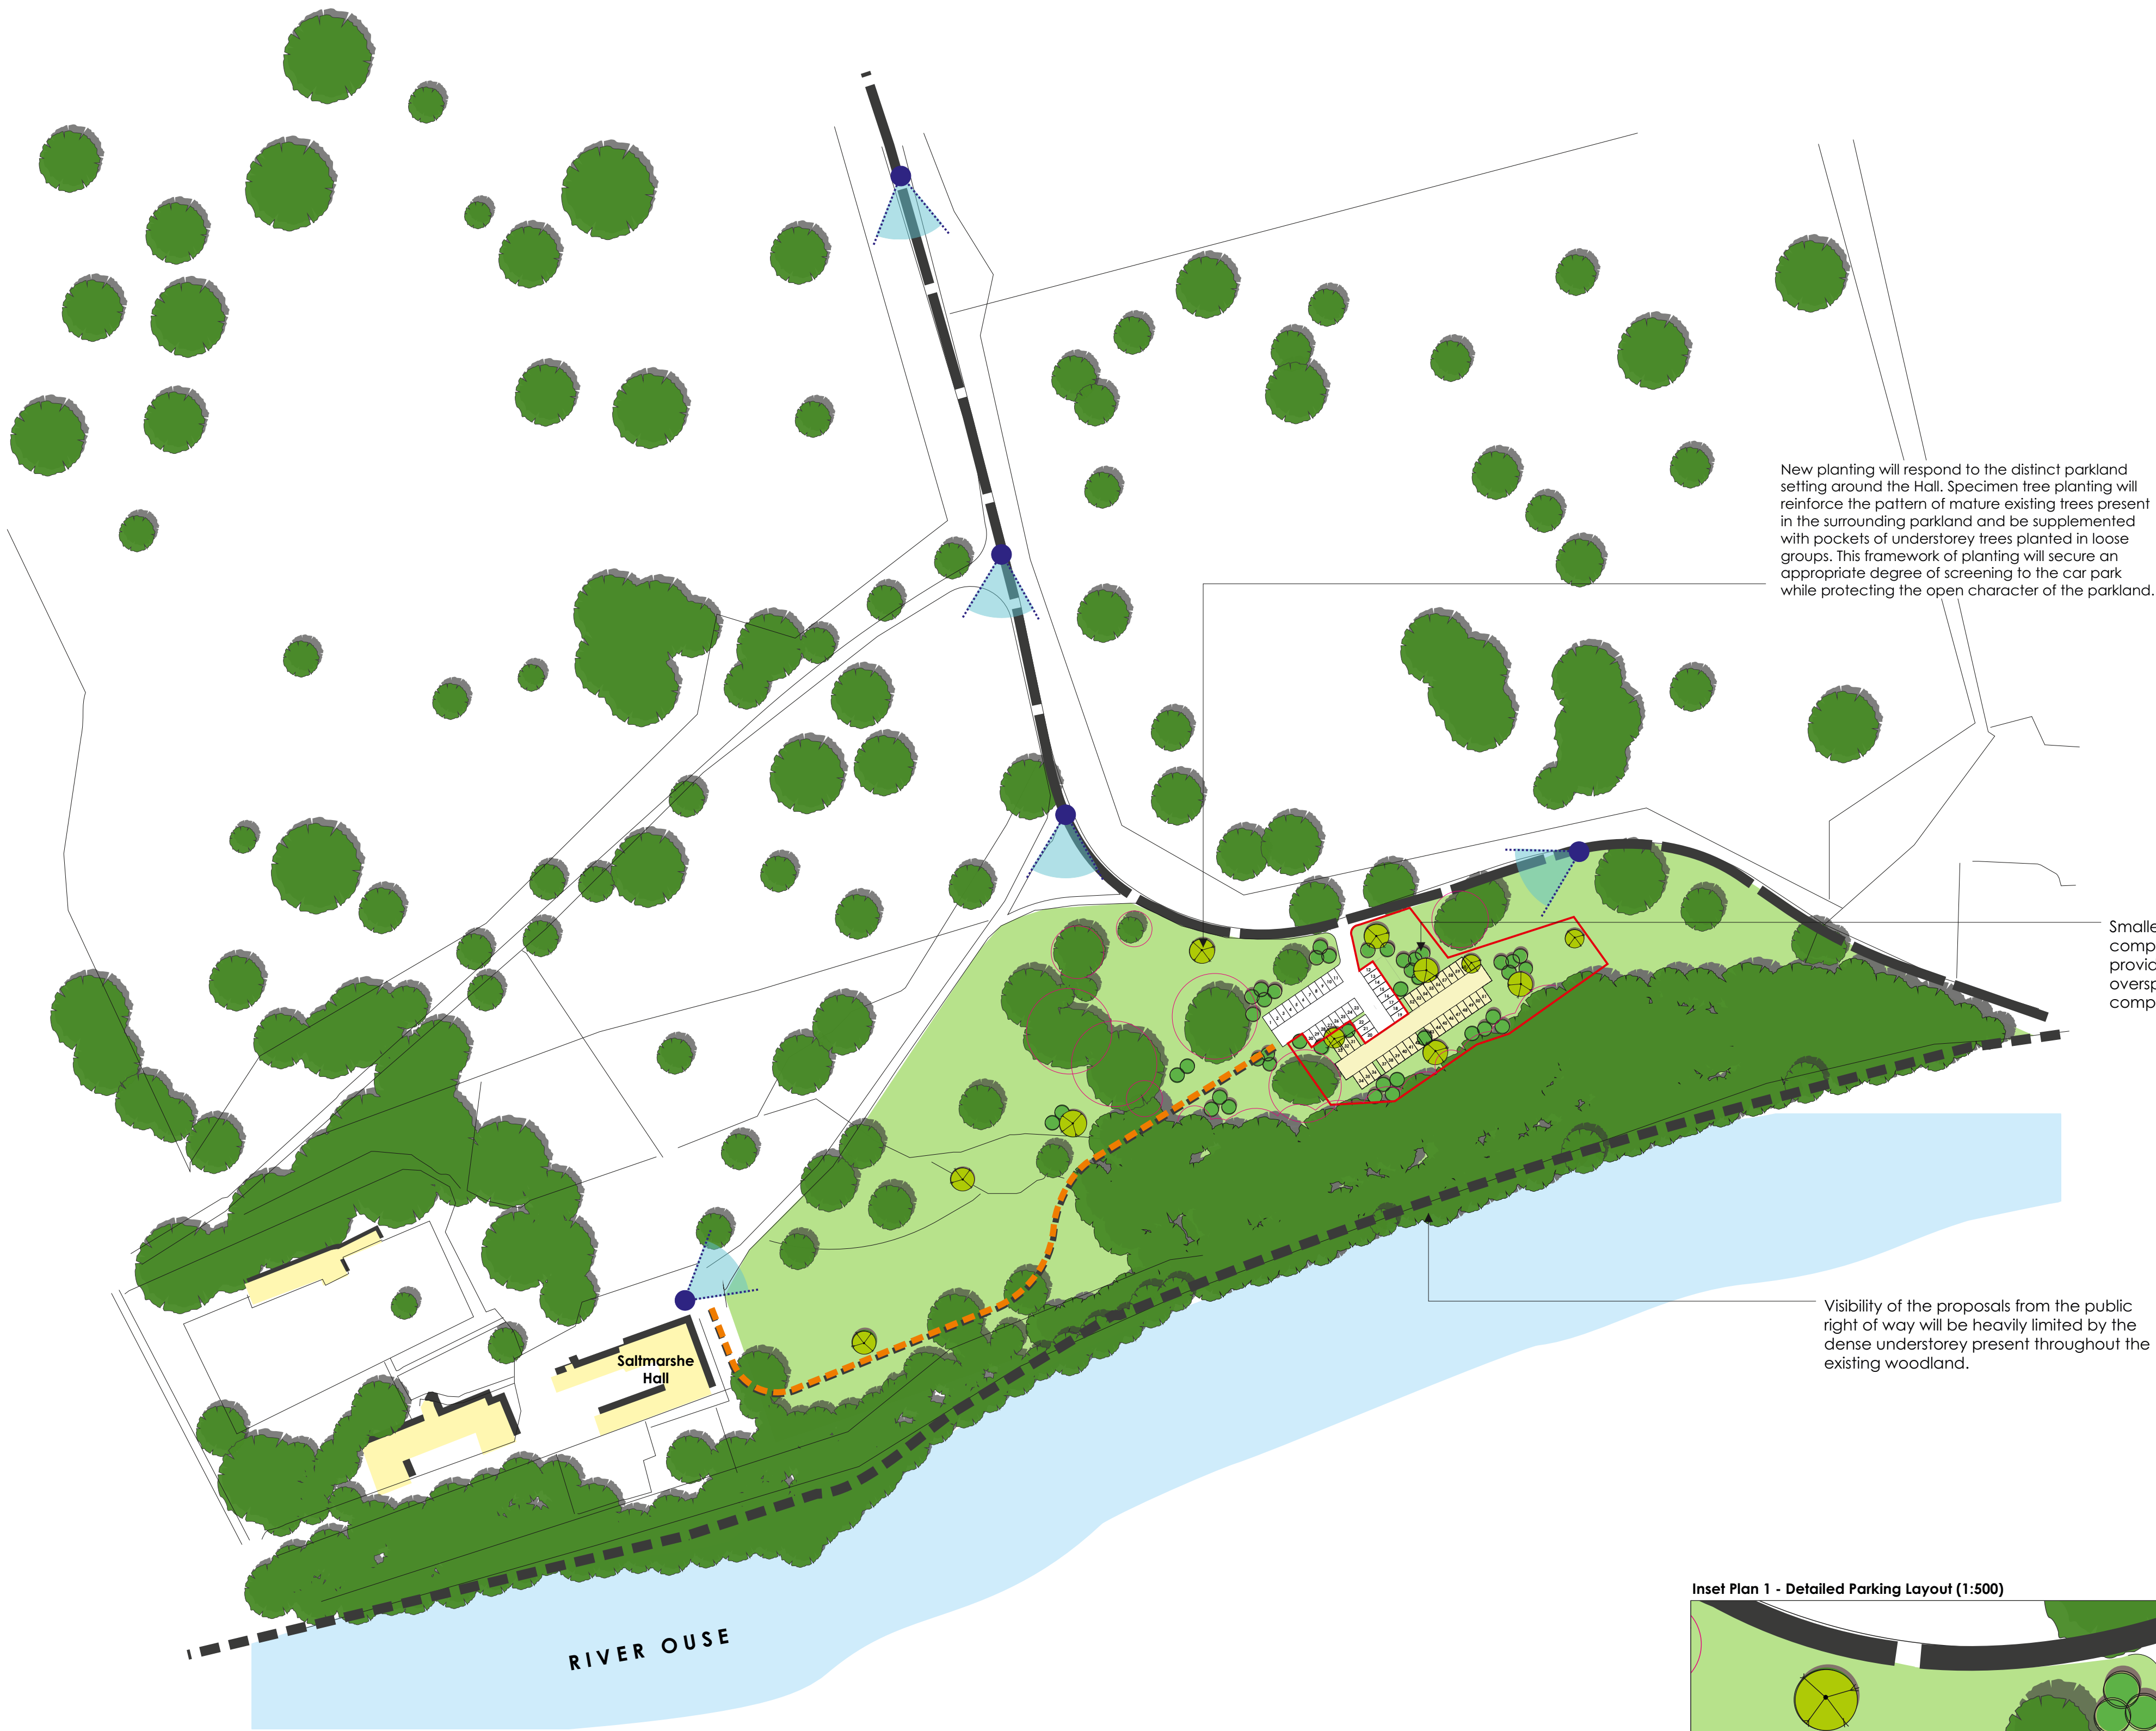 New planting will respond to the distinct parkland
setting around the Hall. Specimen tree planting will
reinforce the pattern of mature existing trees present
in the surrounding parkland and be supplemented
with pockets of understorey trees planted in loose
groups. This framework of planting will secure an
appropriate degree of screening to the car park
while protecting the open character of the parkland.
Saltmarshe
Hall
Visibility of the proposals from the public
right of way will be heavily limited by the
dense understorey present throughout the
existing woodland.
Inset Plan 1 - Detailed Parking Layout (1:500)
RIVER OUSE